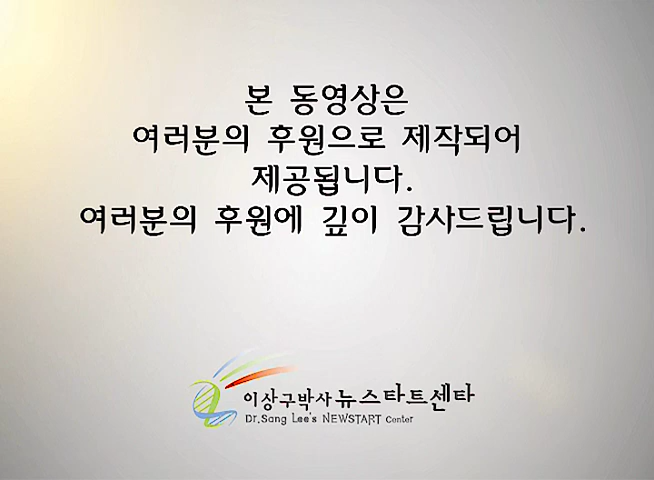 본 동영상은
여러분의 후원으로 제작되어
제공됩니다.
여러분의 후원에 깊이 감사드립니다.
이상구박사 뉴스타트센타
Dr.Sang Lee's NEWSTART Center